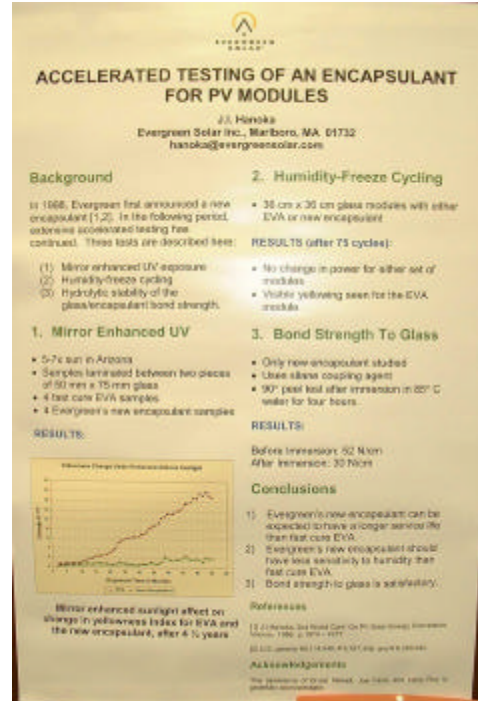 EVERGREEN
SOLAR
ACCELERATED TESTING OF AN ENCAPSULANT
FOR PV MODULES
J.I. Hanoka
Evergreen Solar Inc., Marlboro, MA 01732
hanoka@evergreensolar.com
Background
In 1998, Evergreen first announced a new
encapsulant [1,2]. In the following period,
extensive accelerated testing has
continued. Three tests are described here:
(1) Mirror enhanced UV exposure
(2) Humidity-freeze cycling
(3) Hydrolytic stability of the
glass/encapsulant bond strength.
1. Mirror Enhanced UV
• 5-7x sun in Arizona
• Samples laminated between two pieces
of 50 mm x 75 mm glass
• 4 fast cure EVA samples
• 4 Evergreen's new encapsulant samples
RESULTS:
Mirror enhanced sunlight affect on
change in yellowness index for EVA and
the new encapsulant, after 4 ½ years
2. Humidity-Freeze Cycling
• 36 cm x 36 cm glass modules with either
EVA or new encapsulant
RESULTS (after 75 cycles):
• No change in power for either set of
modules
• Visible yellowing seen for the EVA
module
3. Bond Strength To Glass
• Only new encapsulant studied
• Uses silane coupling agent
• 90° peel test after immersion in 85° C
water for four hours.
RESULTS:
Before Immersion: 52 N/cm
After Immersion: 30 N/cm
Conclusions
1) Evergreen's new encapsulant can be
expected to have a longer service life
than fast cure EVA
2) Evergreen's new encapsulant should
have less sensitivity to humidity than
fast cure EVA
3) Bond strength to glass is satisfactory.
References
Acknowledgements